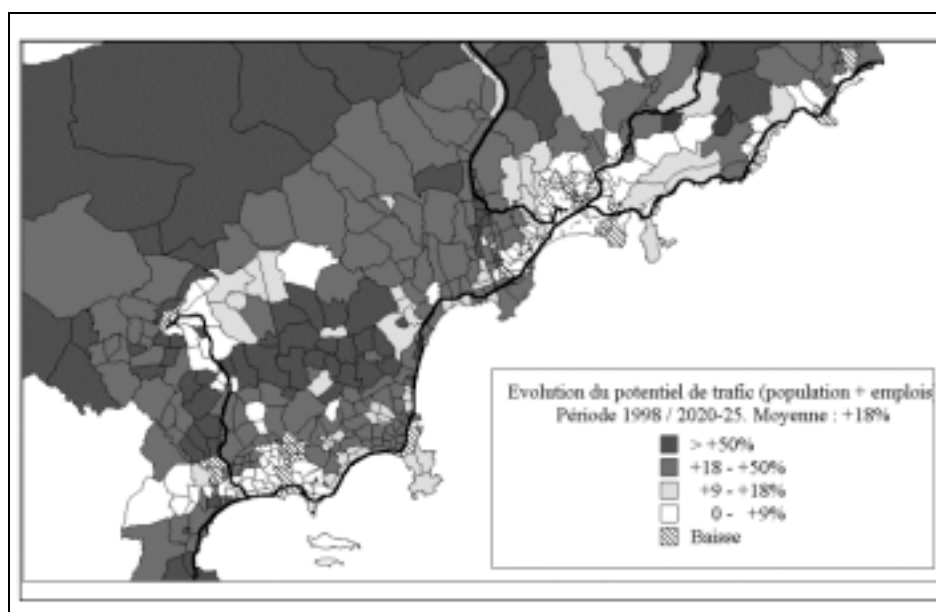 Evolution du potentiel de trafic (population + emplois
Période 1998 / 2020-25. Moyenne : +18%
> +50%
+18 - +50%
+9 - +18%
0 - +9%
Baisse